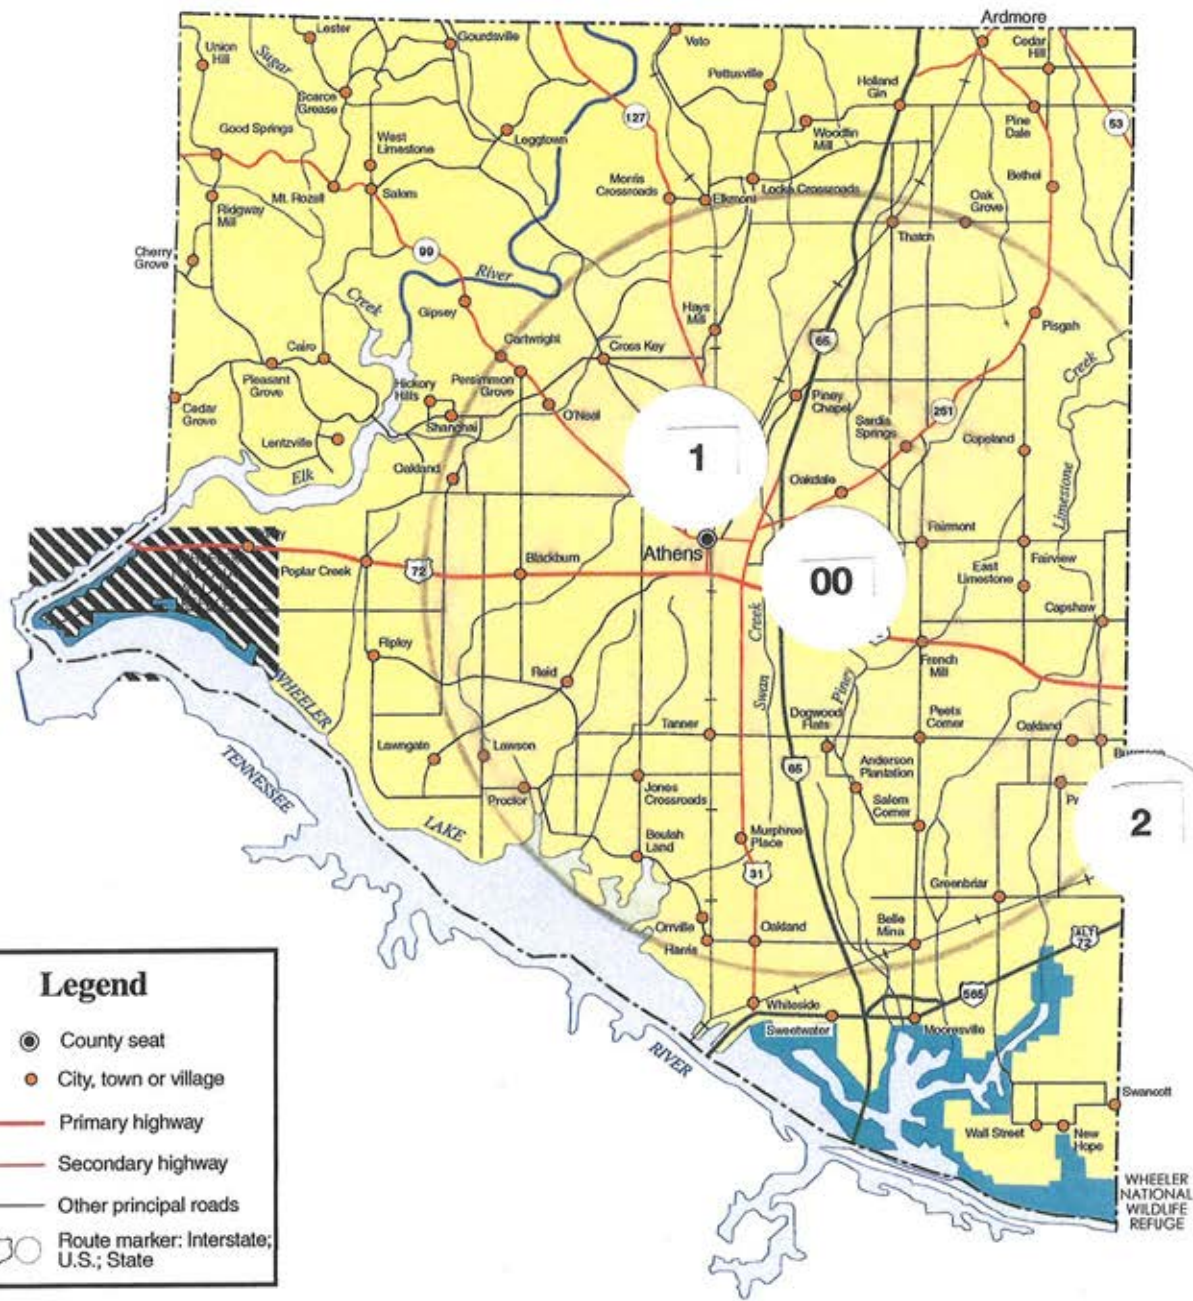 Ardmore
Lester
Gourdsville
Veto
Cedar
Hill
Union
Hill
Sugar
Pettusville
Holland
Gin
Scarce
Grease
127
53
Good Springs
West
Limestone
Leggtown
Woodlin
Mill
Pine
Dale
Mt. Rozell
Salem
Morris
Crossroads
Elkmont
Locke Crossroads
Bethel
Oak
Grove
Ridgway
Mill
Thatch
Cherry
Grove
99
River
Creek
Gipsey
Hays
Mill
Pisgah
65
Cairo
Cartwright
Cross Key
Creek
Pleasant
Grove
Hickory
Hills
Persimmon
Grove
Piney
Chapel
Cedar
Grove
O'Neal
Sardis
Springs
251
Shanghai
Copeland
Lentzville
1
Elk
Oakland
Oakdale
Limestone
Fairmont
Athens
Blackburn
Poplar Creek
72
00
East
Limestone
Fairview
Capshaw
Creek
Ripley
Reid
French
Mill
WHEELER
Swan
Piney
Tanner
Dogwood
Flats
Peets
Corner
Oakland
Lawngate
Lawson
TENNESSEE
65
Anderson
Plantation
Proctor
Jones
Crossroads
Salem
Corner
2
LAKE
Beulah
Land
Murphree
Place
31
Greenbriar
Orrville
Harris
Oakland
Belle
Mina
ALT
72
Legend
565
Whiteside
Sweetwater
Mooresville
County seat
RIVER
City, town or village
Swancott
Primary highway
Wall Street
New
Hope
Secondary highway
WHEELER
NATIONAL
WILDLIFE
REFUGE
Other principal roads
Route marker: Interstate;
U.S.; State